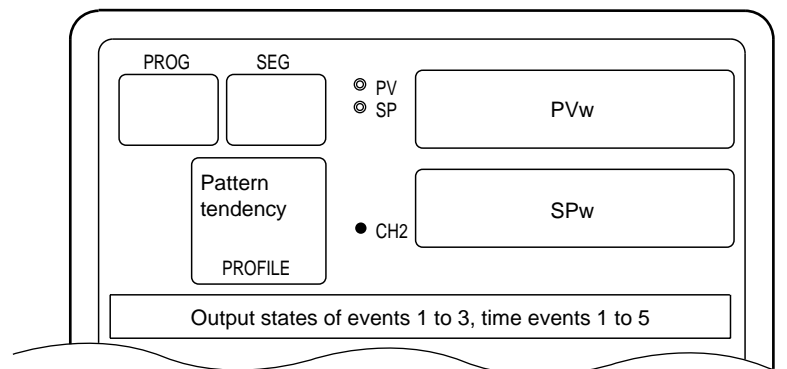 PROG
SEG
PV
SP
PVw
Pattern
tendency
PROFILE
CH2
SPw
Output states of events 1 to 3, time events 1 to 5